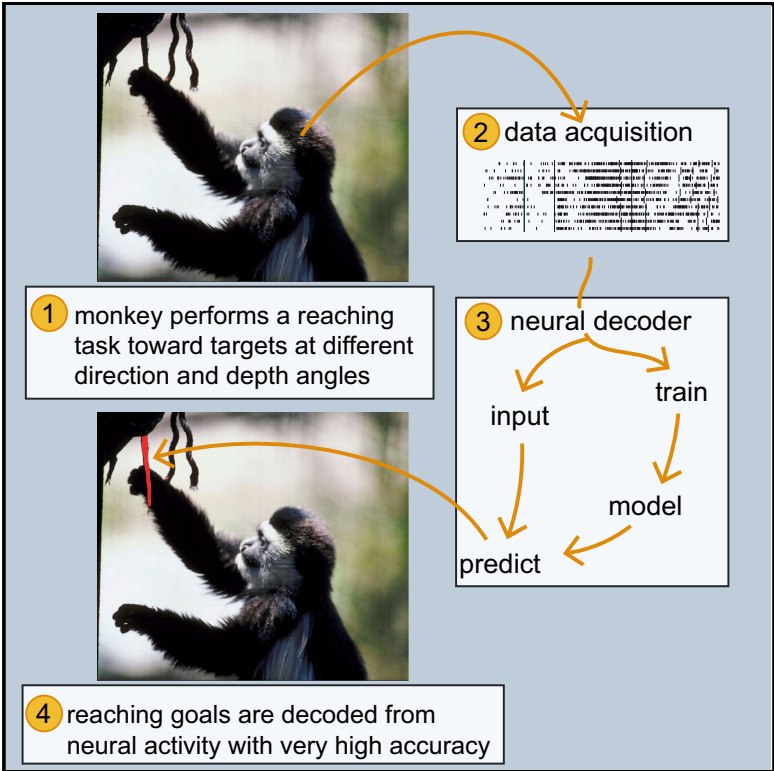 1 monkey performs a reaching
task toward targets at different
direction and depth angles
2 data acquisition
3 neural decoder
input
train
model
predict
4 reaching goals are decoded from
neural activity with very high accuracy